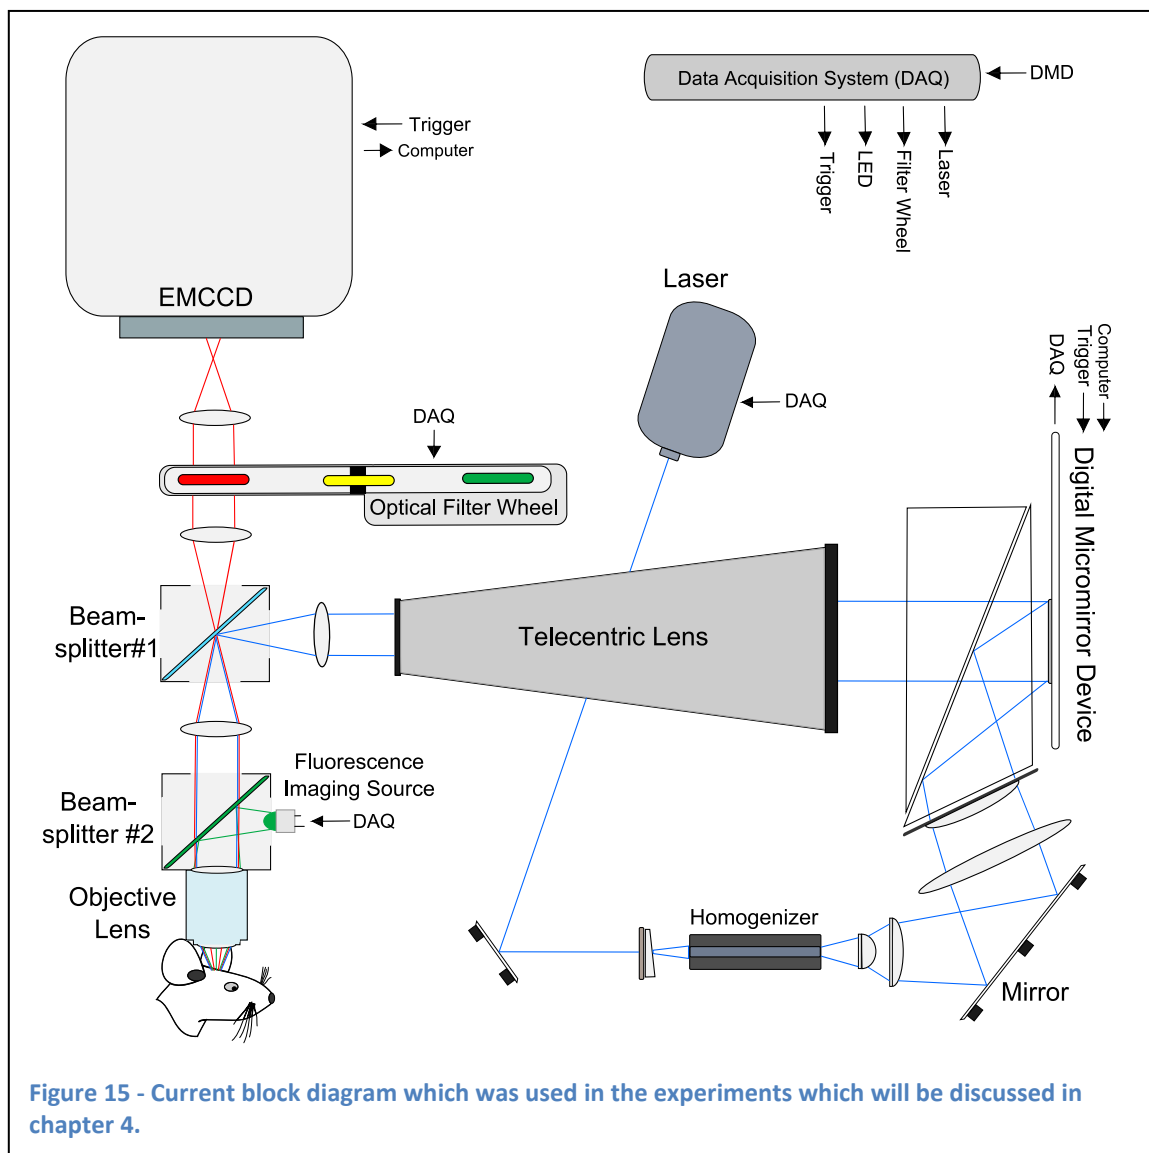 Data Acquisition System (DAQ)
DMD
Trigger
LED
Filter Wheel
Laser
Trigger
Computer
EMCCD
Laser
DAQ
DAQ
Optical Filter Wheel
Computer
Trigger
DAQ
Digital Micromirror Device
Beam-
splitter#1
Telecentric Lens
Fluorescence
Imaging Source
DAQ
Beam-
splitter #2
Objective
Lens
Homogenizer
Mirror
Figure 15 - Current block diagram which was used in the experiments which will be discussed in
chapter 4.